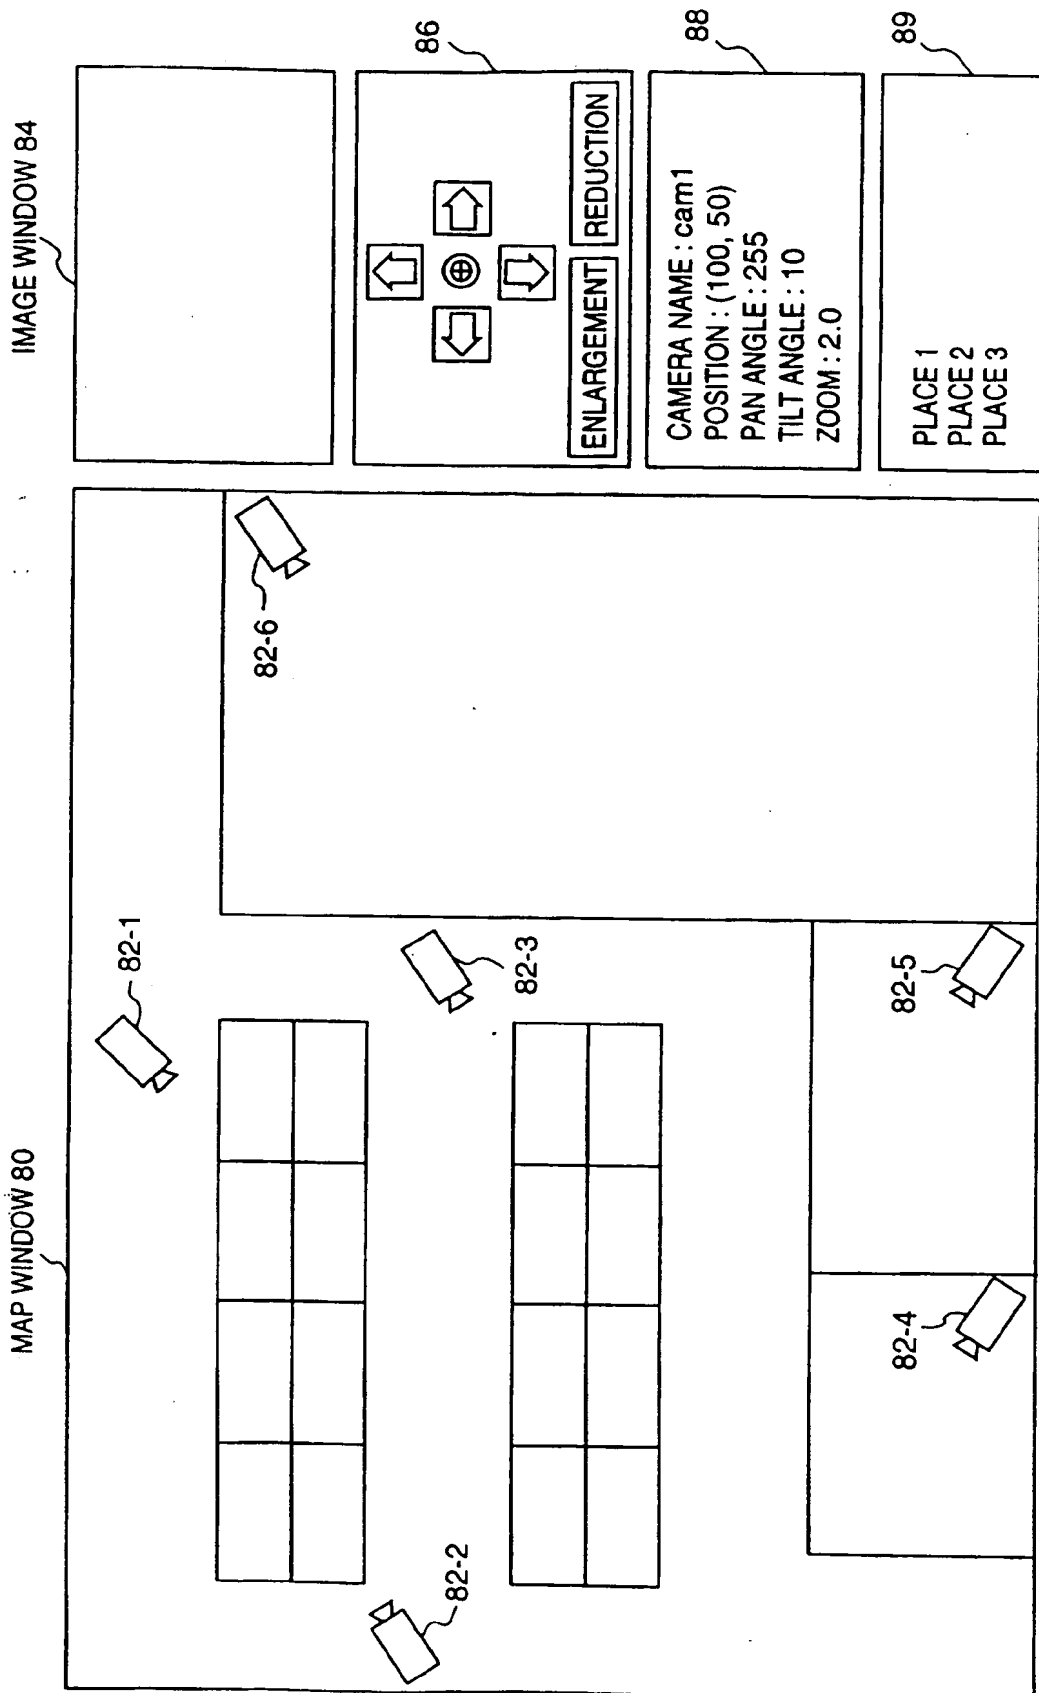 MAP WINDOW 80
IMAGE WINDOW 84
82-1
82-2
82-3
82-4
82-5
82-6
86
ENLARGEMENT
REDUCTION
88
CAMERA NAME : cam1
POSITION : (100, 50)
PAN ANGLE : 255
TILT ANGLE : 10
ZOOM : 2.0
89
PLACE 1
PLACE 2
PLACE 3